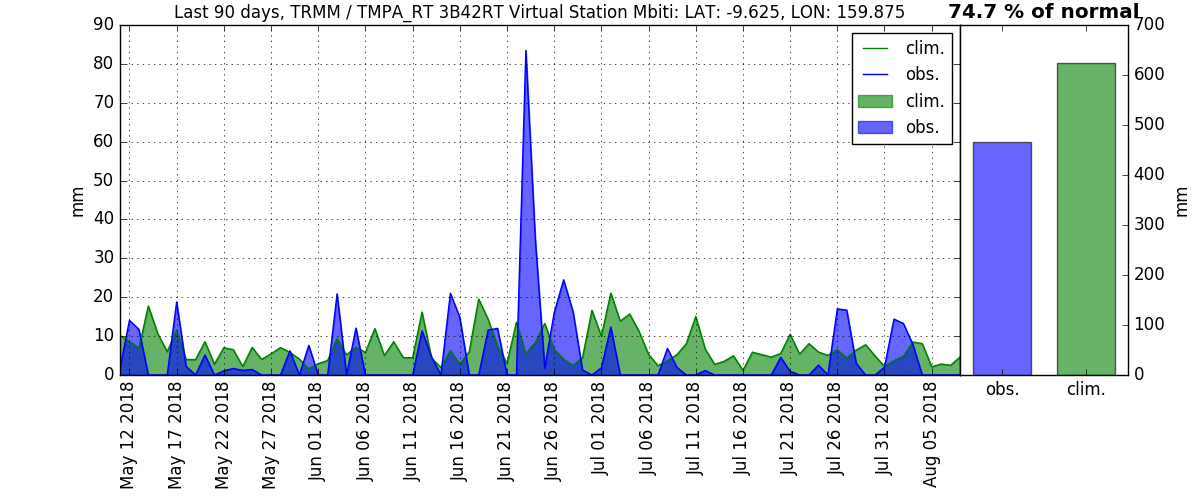 Last 90 days, TRMM / TMPA_RT 3B42RT Virtual Station Mbiti: LAT: -9.625, LON: 159.875
74.7 % of normal
90
80
70
60
50
40
30
20
10
0
mm
clim.
obs.
clim.
obs.
700
600
500
400
300
200
100
0
mm
May 12 2018
May 17 2018
May 22 2018
May 27 2018
Jun 01 2018
Jun 06 2018
Jun 11 2018
Jun 16 2018
Jun 21 2018
Jun 26 2018
Jul 01 2018
Jul 06 2018
Jul 11 2018
Jul 16 2018
Jul 21 2018
Jul 26 2018
Jul 31 2018
Aug 05 2018
obs.
clim.